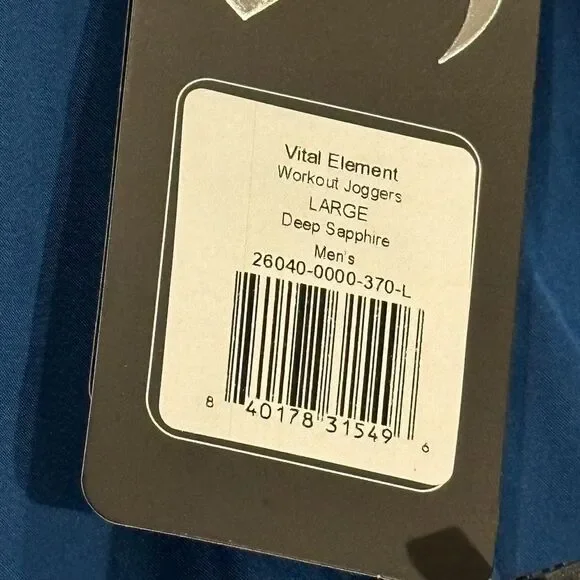 Vital Element
Workout Joggers
LARGE
Deep Sapphire
Men's
26040-0000-370-L
8 40178 31549 6